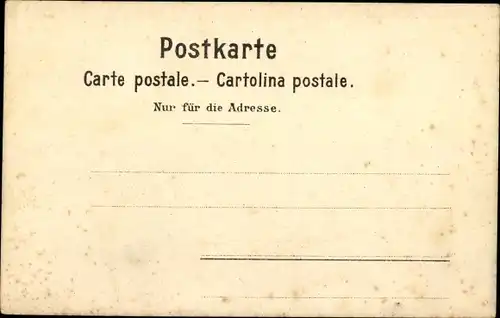 Postkarte
Carte postale.— Cartolina postale.
Nur für die Adresse.